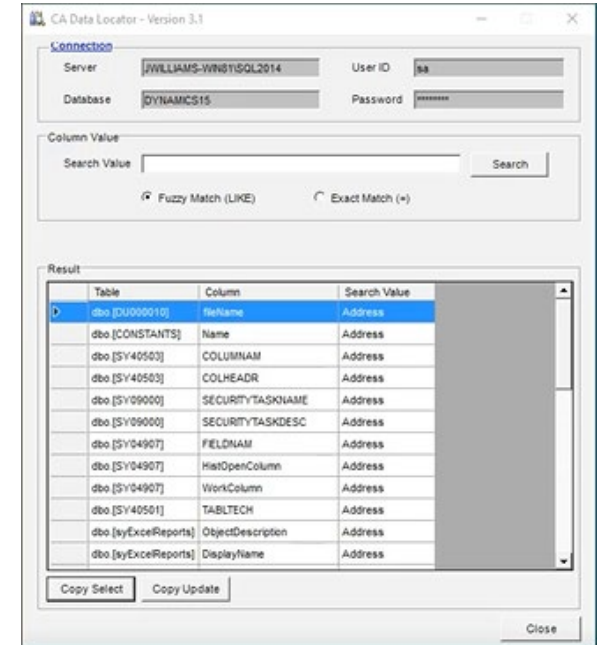 CA Data Locator - Version 3.1
Connection
Server JWILLIAMS-WIN81\SQL2014 User ID sa
Database DYNAMICS15 Password ********
Column Value
Search Value Search
Fuzzy Match (LIKE) Exact Match (=)
Result
Table Column Search Value
dbo.[DU000010] fileName Address
dbo.[CONSTANTS] Name Address
dbo.[SY40503] COLUMNAM Address
dbo.[SY40503] COLHEADR Address
dbo.[SY09000] SECURITYTASKNAME Address
dbo.[SY09000] SECURITYTASKDESC Address
dbo.[SY04907] FIELDNAM Address
dbo.[SY04907] HistOpenColumn Address
dbo.[SY04907] WorkColumn Address
dbo.[SY40501] TABLTECH Address
dbo.[syExcelReports] ObjectDescription Address
dbo.[syExcelReports] DisplayName Address
Copy Select Copy Update
Close